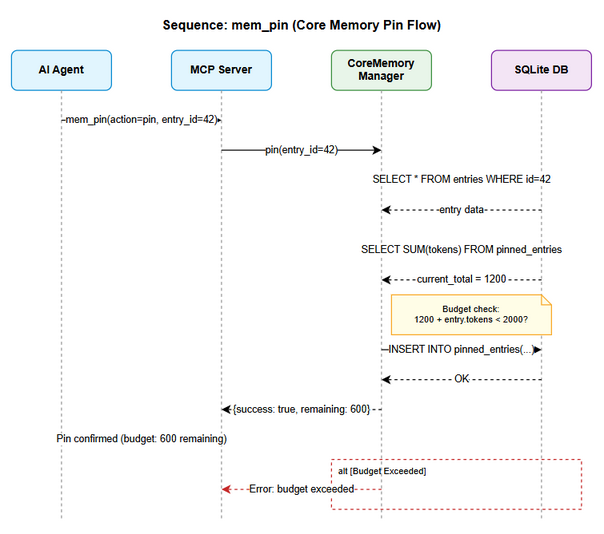 Sequence: mem_pin (Core Memory Pin Flow)
AI Agent
MCP Server
CoreMemory
Manager
SQLite DB
mem_pin(action=pin, entry_id=42)
pin(entry_id=42)
SELECT * FROM entries WHERE id=42
entry data
SELECT SUM(tokens) FROM pinned_entries
current_total = 1200
Budget check:
1200 + entry.tokens < 2000?
INSERT INTO pinned_entries(...)
OK
{success: true, remaining: 600}
Pin confirmed (budget: 600 remaining)
alt [Budget Exceeded]
Error: budget exceeded